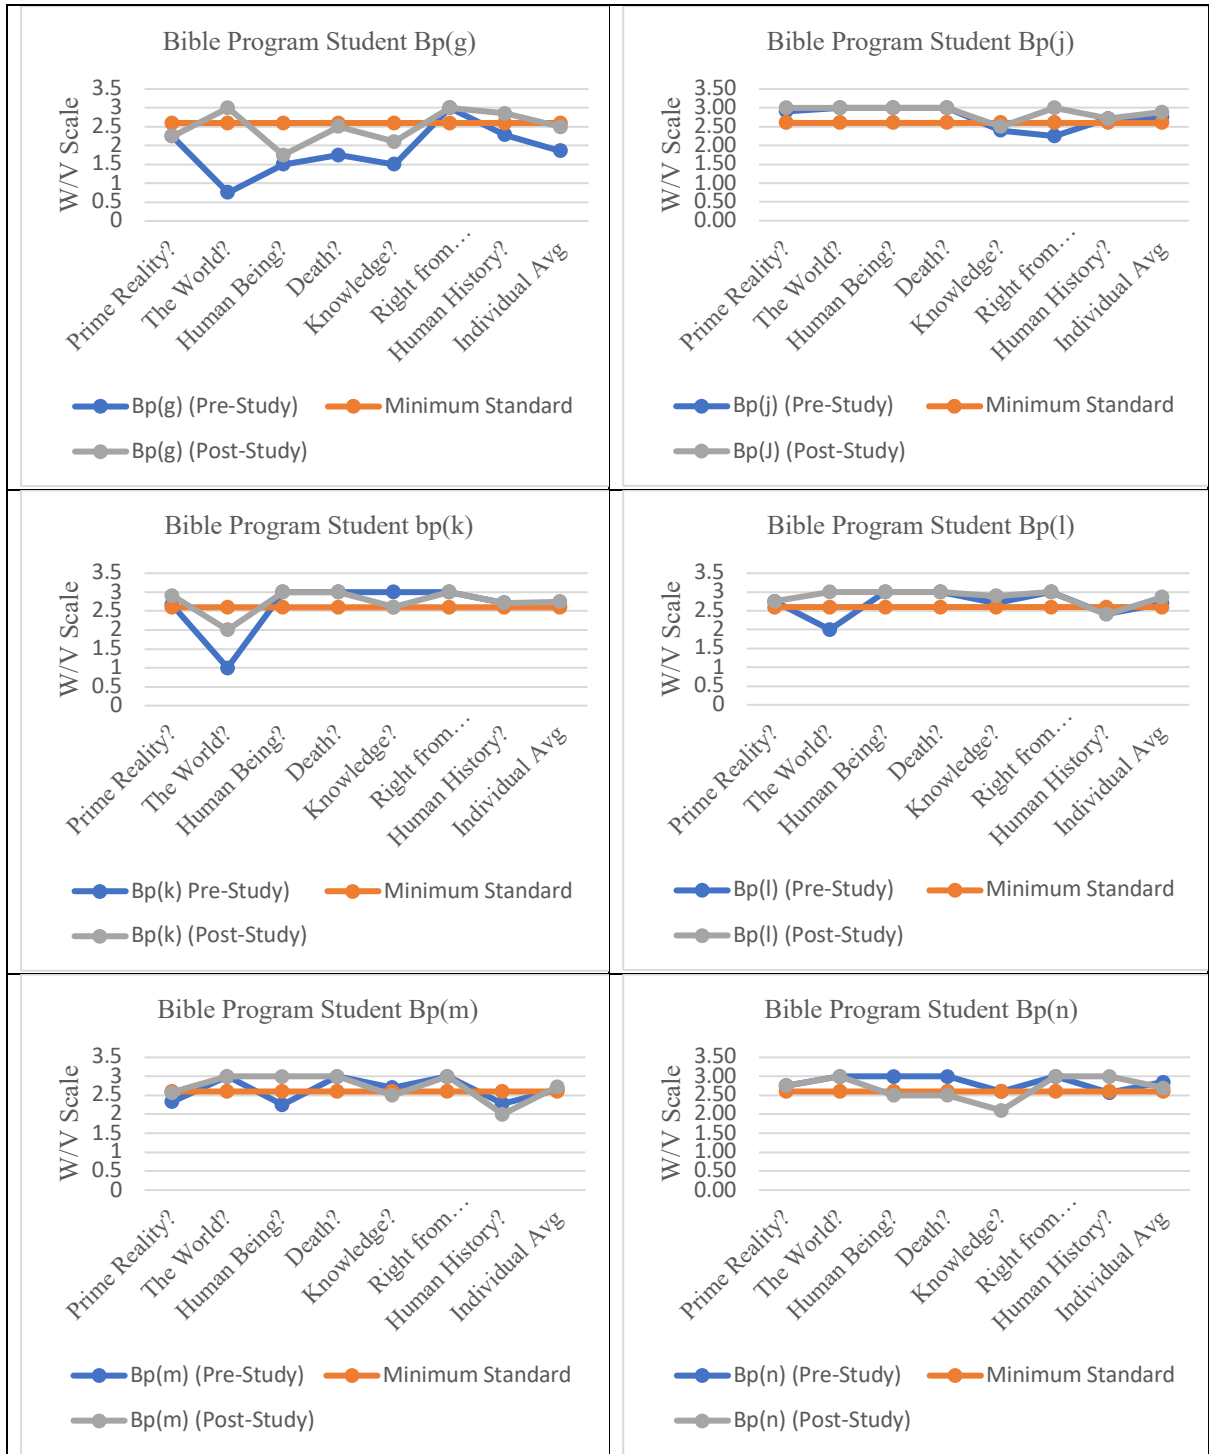 Bible Program Student Bp(g)
W/V Scale
3.5
3
2.5
2
1.5
1
0.5
0
Prime Reality?
The World?
Human Being?
Death?
Knowledge?
Right from…
Human History?
Individual Avg
Bp(g) (Pre-Study)
Minimum Standard
Bp(g) (Post-Study)
Bible Program Student Bp(j)
W/V Scale
3.50
3.00
2.50
2.00
1.50
1.00
0.50
0.00
Prime Reality?
The World?
Human Being?
Death?
Knowledge?
Right from…
Human History?
Individual Avg
Bp(j) (Pre-Study)
Minimum Standard
Bp(J) (Post-Study)
Bible Program Student bp(k)
W/V Scale
3.5
3
2.5
2
1.5
1
0.5
0
Prime Reality?
The World?
Human Being?
Death?
Knowledge?
Right from…
Human History?
Individual Avg
Bp(k) Pre-Study)
Minimum Standard
Bp(k) (Post-Study)
Bible Program Student Bp(l)
W/V Scale
3.5
3
2.5
2
1.5
1
0.5
0
Prime Reality?
The World?
Human Being?
Death?
Knowledge?
Right from…
Human History?
Individual Avg
Bp(l) (Pre-Study)
Minimum Standard
Bp(l) (Post-Study)
Bible Program Student Bp(m)
W/V Scale
3.5
3
2.5
2
1.5
1
0.5
0
Prime Reality?
The World?
Human Being?
Death?
Knowledge?
Right from…
Human History?
Individual Avg
Bp(m) (Pre-Study)
Minimum Standard
Bp(m) (Post-Study)
Bible Program Student Bp(n)
W/V Scale
3.50
3.00
2.50
2.00
1.50
1.00
0.50
0.00
Prime Reality?
The World?
Human Being?
Death?
Knowledge?
Right from…
Human History?
Individual Avg
Bp(n) (Pre-Study)
Minimum Standard
Bp(n) (Post-Study)